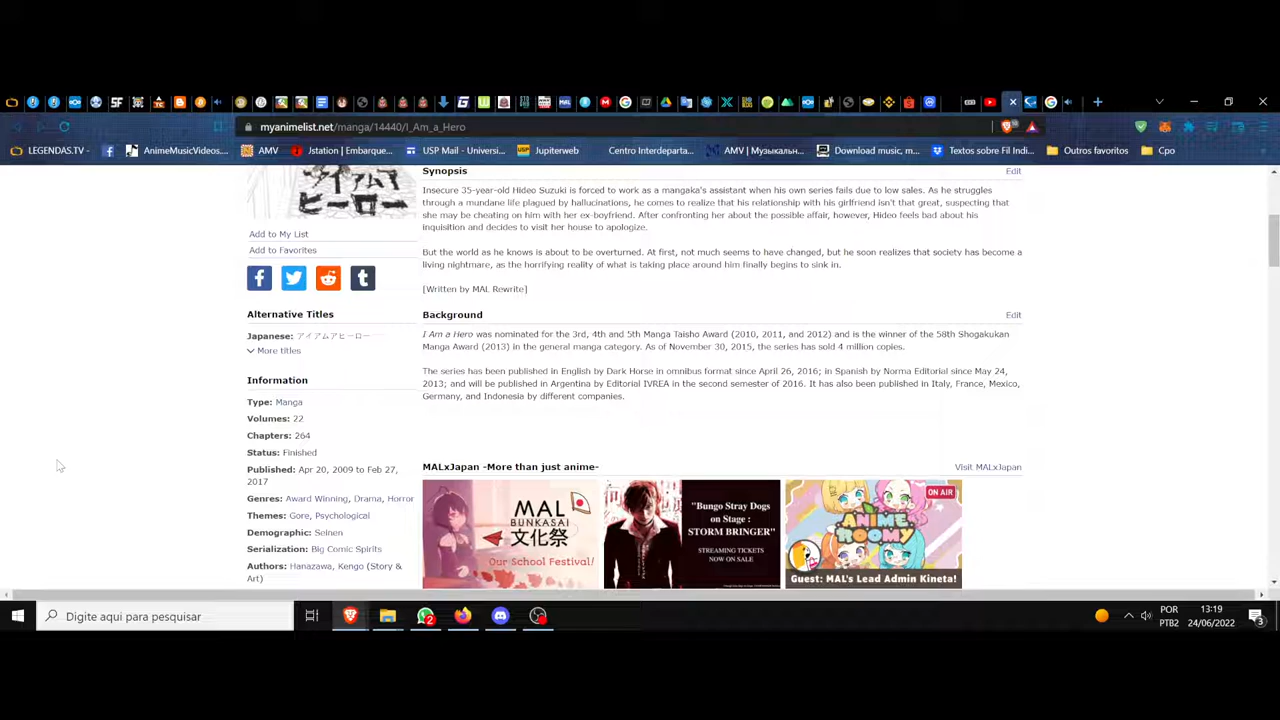 myanimelist.net/manga/14440/I_Am_a_Hero
LEGENDAS.TV - AnimeMusicVideos... AMV Jstation | Embarque... USP Mail - Universi... Jupiterweb Centro Interdeparta... AMV | Музыкальн... Download music, m... Textos sobre Fil Indi... Outros favoritos Cpo
アイアムア
ヒーロー
Add to My List
Add to Favorites
Alternative Titles
Japanese: アイアムアヒーロー
More titles
Information
Type: Manga
Volumes: 22
Chapters: 264
Status: Finished
Published: Apr 20, 2009 to Feb 27,
2017
Genres: Award Winning, Drama, Horror
Themes: Gore, Psychological
Demographic: Seinen
Serialization: Big Comic Spirits
Authors: Hanazawa, Kengo (Story &
Art)
Synopsis Edit
Insecure 35-year-old Hideo Suzuki is forced to work as a mangaka's assistant when his own series fails due to low sales. As he struggles
through a mundane life plagued by hallucinations, he comes to realize that his relationship with his girlfriend isn't that great, suspecting that
she may be cheating on him with her ex-boyfriend. After confronting her about the possible affair, however, Hideo feels bad about his
inquisition and decides to visit her house to apologize.
But the world as he knows is about to be overturned. At first, not much seems to have changed, but he soon realizes that society has become a
living nightmare, as the horrifying reality of what is taking place around him finally begins to sink in.
[Written by MAL Rewrite]
Background Edit
I Am a Hero was nominated for the 3rd, 4th and 5th Manga Taisho Award (2010, 2011, and 2012) and is the winner of the 58th Shogakukan
Manga Award (2013) in the general manga category. As of November 30, 2015, the series has sold 4 million copies.
The series has been published in English by Dark Horse in omnibus format since April 26, 2016; in Spanish by Norma Editorial since May 24,
2013; and will be published in Argentina by Editorial IVREA in the second semester of 2016. It has also been published in Italy, France, Mexico,
Germany, and Indonesia by different companies.
MALxJapan -More than just anime- Visit MALxJapan
MAL
BUNKASAI
文化祭
Our School Festival!
"Bungo Stray Dogs
on Stage :
STORM BRINGER"
STREAMING TICKETS
NOW ON SALE
ON AIR
ANIME
ROOMY
Guest: MAL's Lead Admin Kineta!
Digite aqui para pesquisar
2
POR
PTB2
13:19
24/06/2022
3